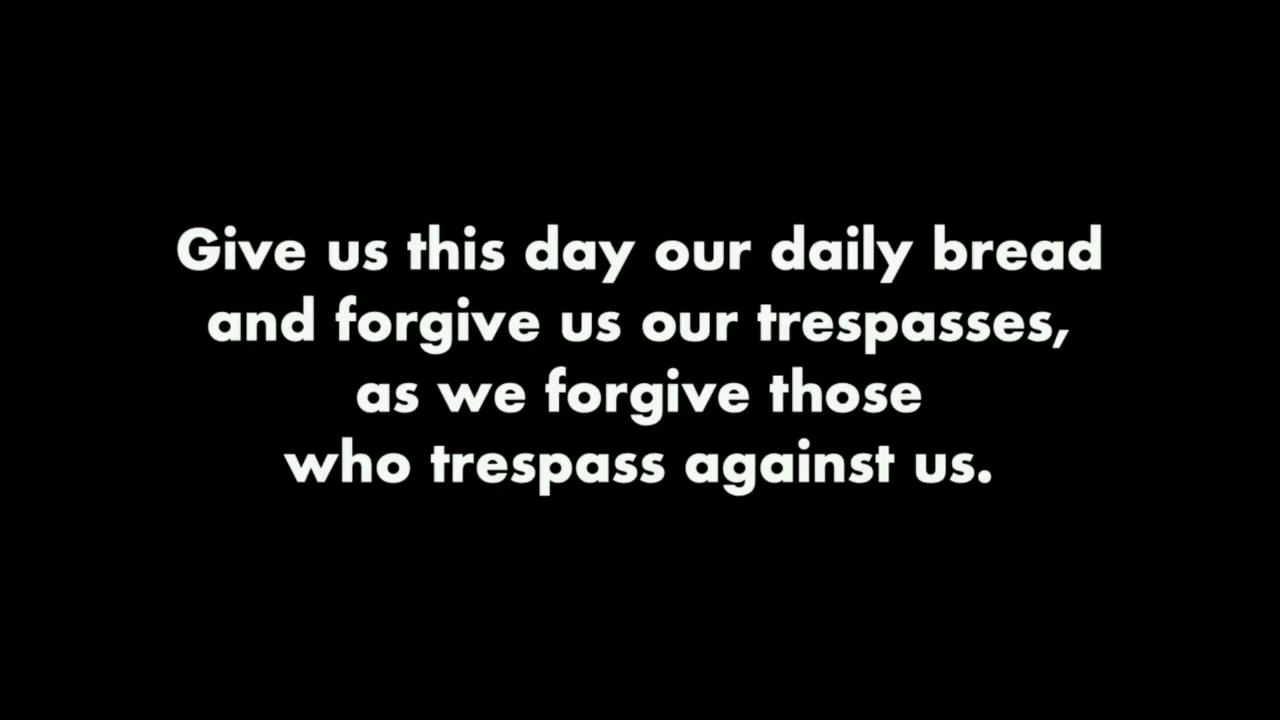 Give us this day our daily bread
and forgive us our trespasses,
as we forgive those
who trespass against us.